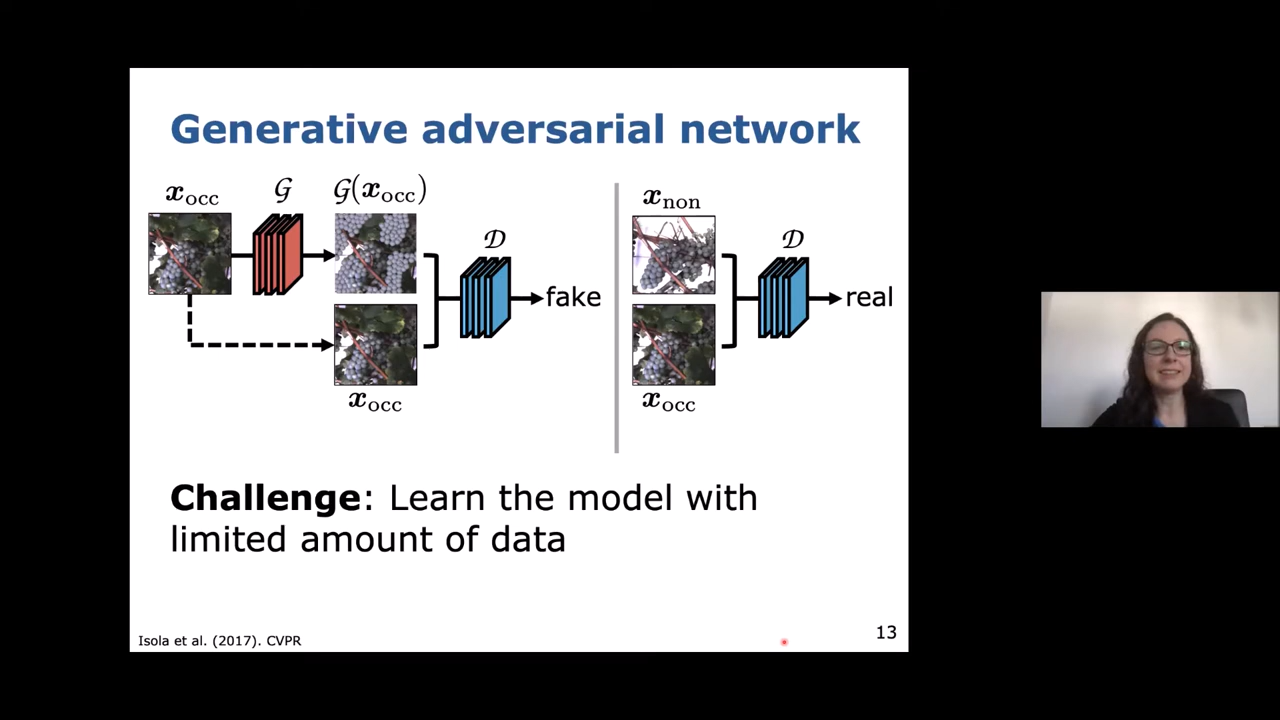 Generative adversarial network
𝒙occ 𝒢 𝒢(𝒙occ)
𝒟
fake
𝒙occ
𝒙non
𝒟
real
𝒙occ
Challenge: Learn the model with
limited amount of data
Isola et al. (2017). CVPR
13